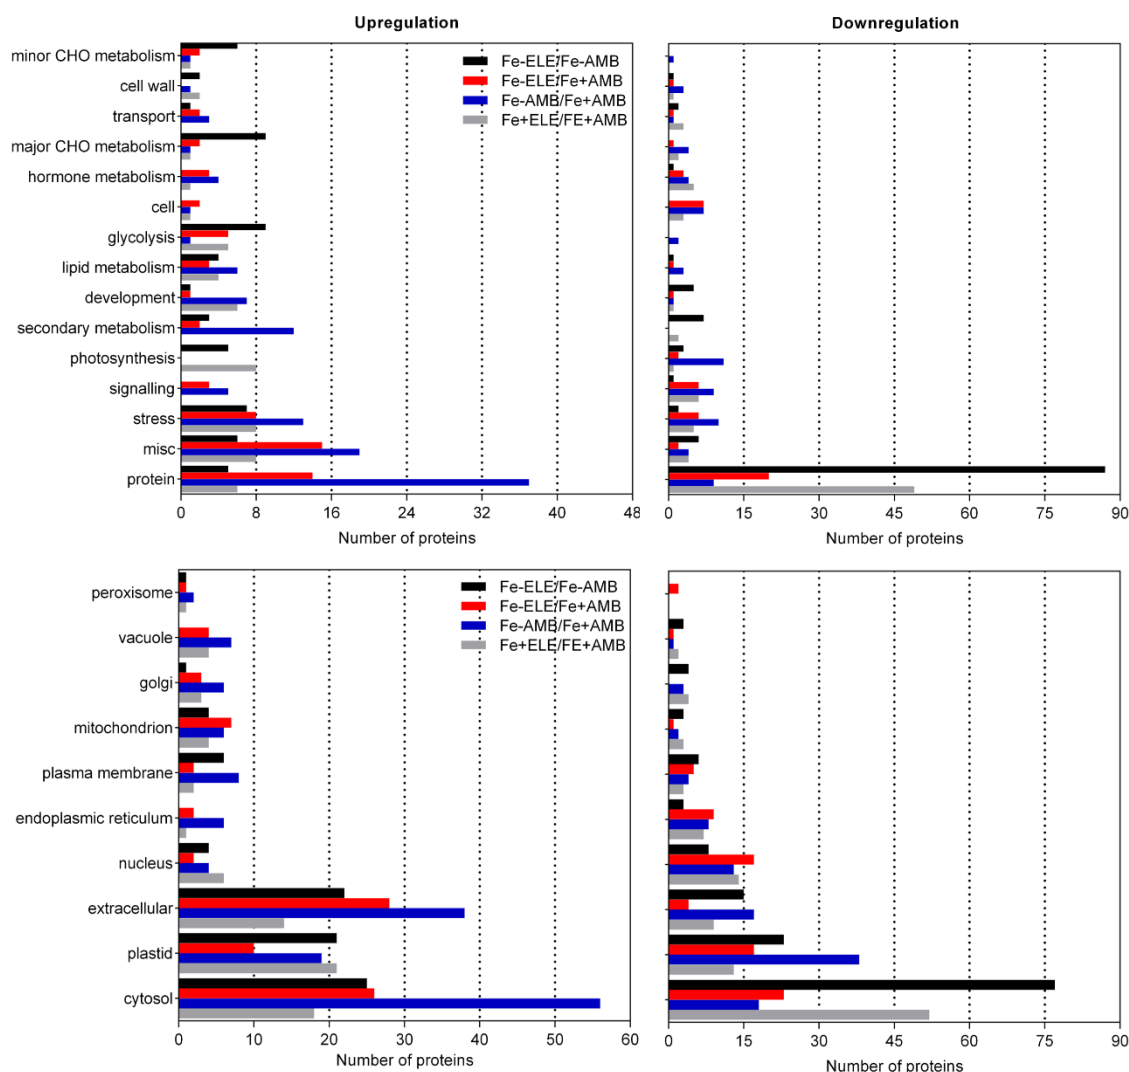 Upregulation
Downregulation
minor CHO metabolism
cell wall
transport
major CHO metabolism
hormone metabolism
cell
glycolysis
lipid metabolism
development
secondary metabolism
photosynthesis
signalling
stress
misc
protein
Fe-ELE/Fe-AMB
Fe-ELE/Fe+AMB
Fe-AMB/Fe+AMB
Fe+ELE/FE+AMB
0 8 16 24 32 40 48
Number of proteins
0 15 30 45 60 75 90
Number of proteins
peroxisome
vacuole
golgi
mitochondrion
plasma membrane
endoplasmic reticulum
nucleus
extracellular
plastid
cytosol
Fe-ELE/Fe-AMB
Fe-ELE/Fe+AMB
Fe-AMB/Fe+AMB
Fe+ELE/FE+AMB
0 10 20 30 40 50 60
Number of proteins
0 15 30 45 60 75 90
Number of proteins